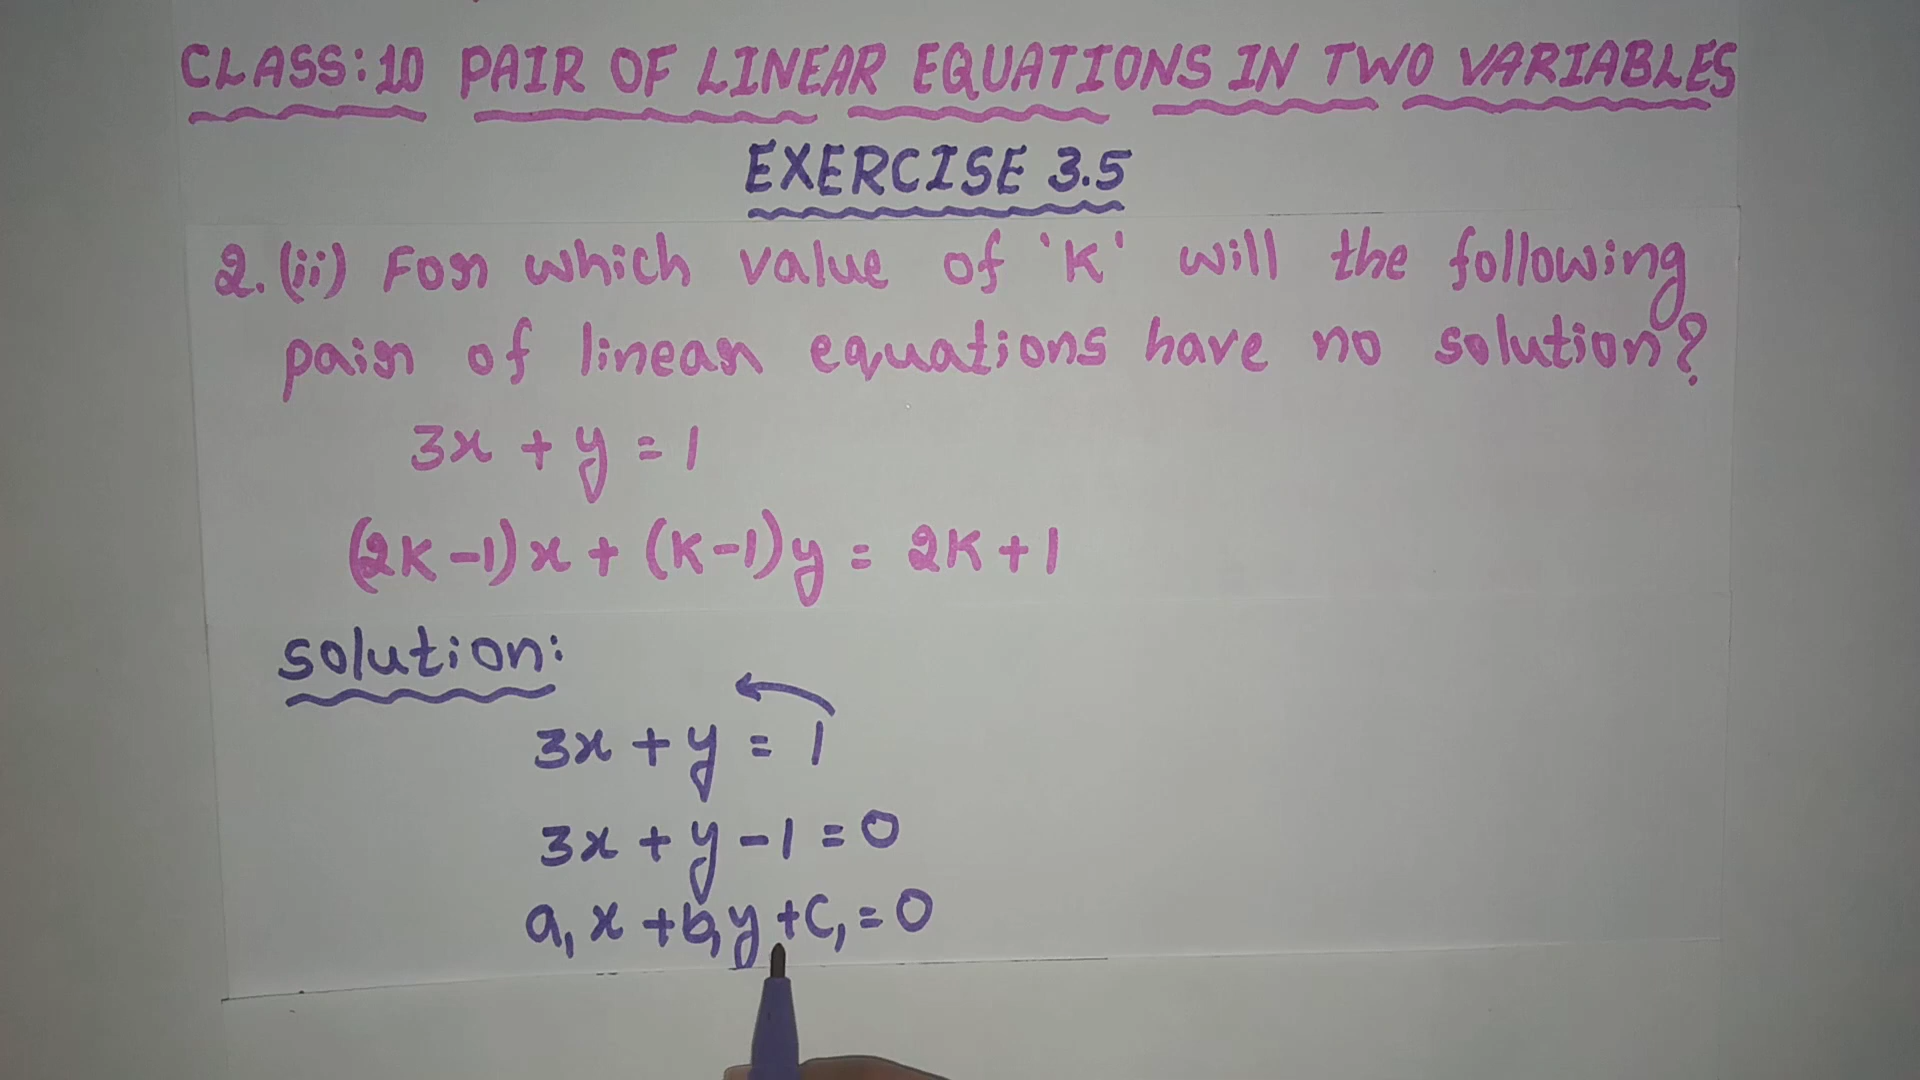 CLASS:10 PAIR OF LINEAR EQUATIONS IN TWO VARIABLES
EXERCISE 3.5
2. (ii) For which value of 'K' will the following
pair of linear equations have no solution?
3x + y = 1
(2K-1)x + (K-1)y = 2K+1
solution:
3x + y = 1
3x + y - 1 = 0
a₁x + b₁y + c₁ = 0